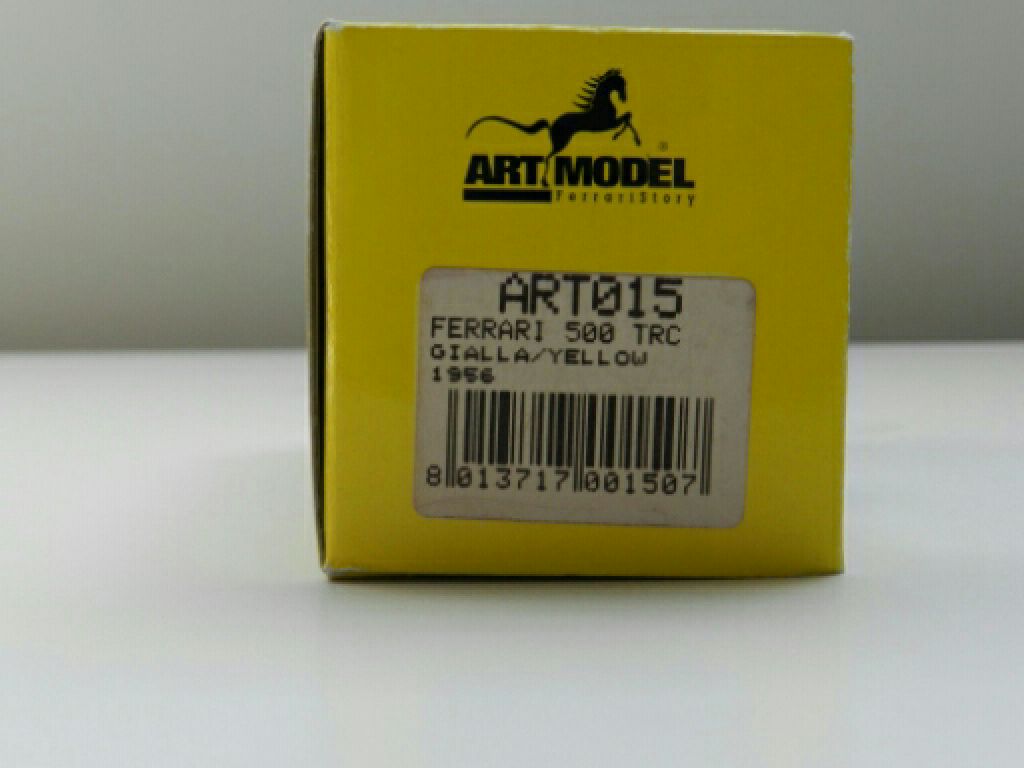 ART MODEL®
FerrariStory
ART015
FERRARI 500 TRC
GIALLA/YELLOW
1956
8 013717 001507